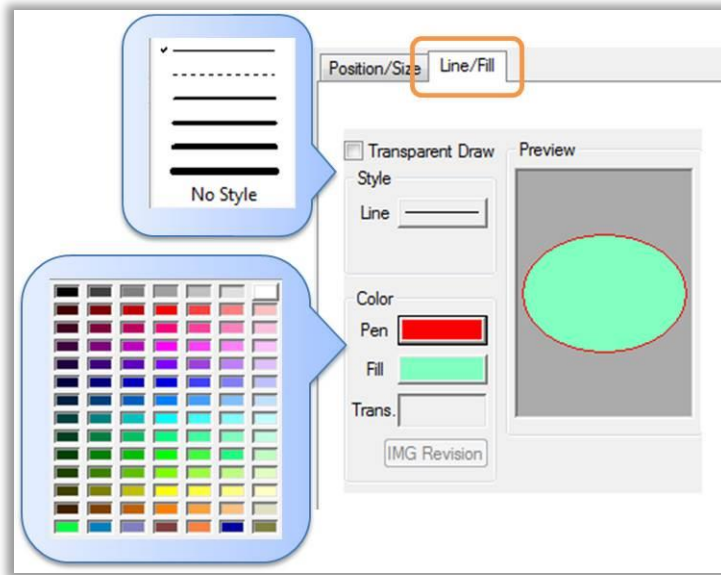 No Style
Position/Size Line/Fill
Transparent Draw
Preview
Style
Line
Color
Pen
Fill
Trans.
IMG Revision